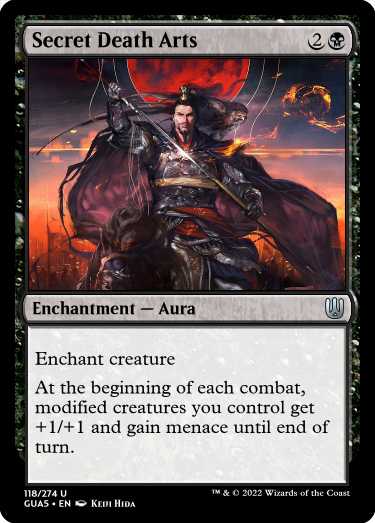 Secret Death Arts 2
Enchantment — Aura
Enchant creature
At the beginning of each combat,
modified creatures you control get
+1/+1 and gain menace until end of
turn.
118/274 U
GUA5 • EN Keiji Hida
™ & © 2022 Wizards of the Coast